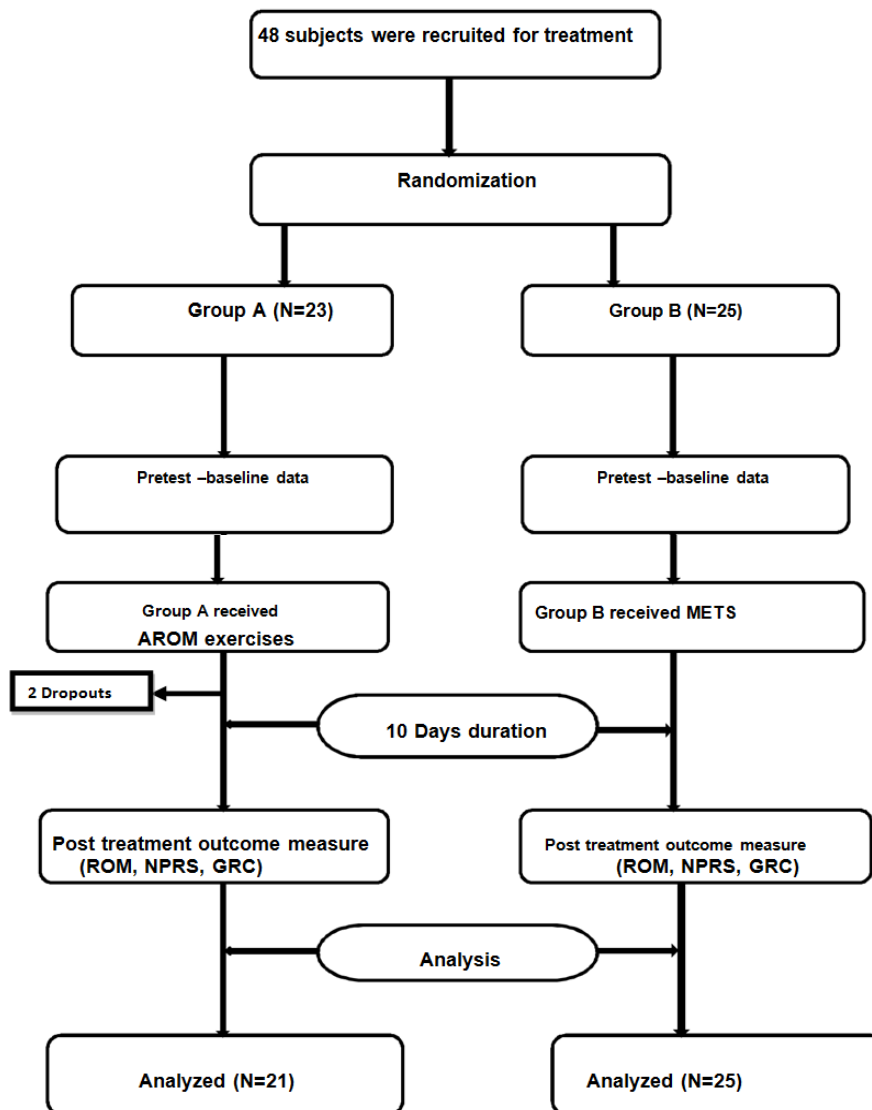 48 subjects were recruited for treatment
Randomization
Group A (N=23)
Group B (N=25)
Pretest –baseline data
Pretest –baseline data
Group A received
AROM exercises
Group B received METS
2 Dropouts
10 Days duration
Post treatment outcome measure
(ROM, NPRS, GRC)
Post treatment outcome measure
(ROM, NPRS, GRC)
Analysis
Analyzed (N=21)
Analyzed (N=25)